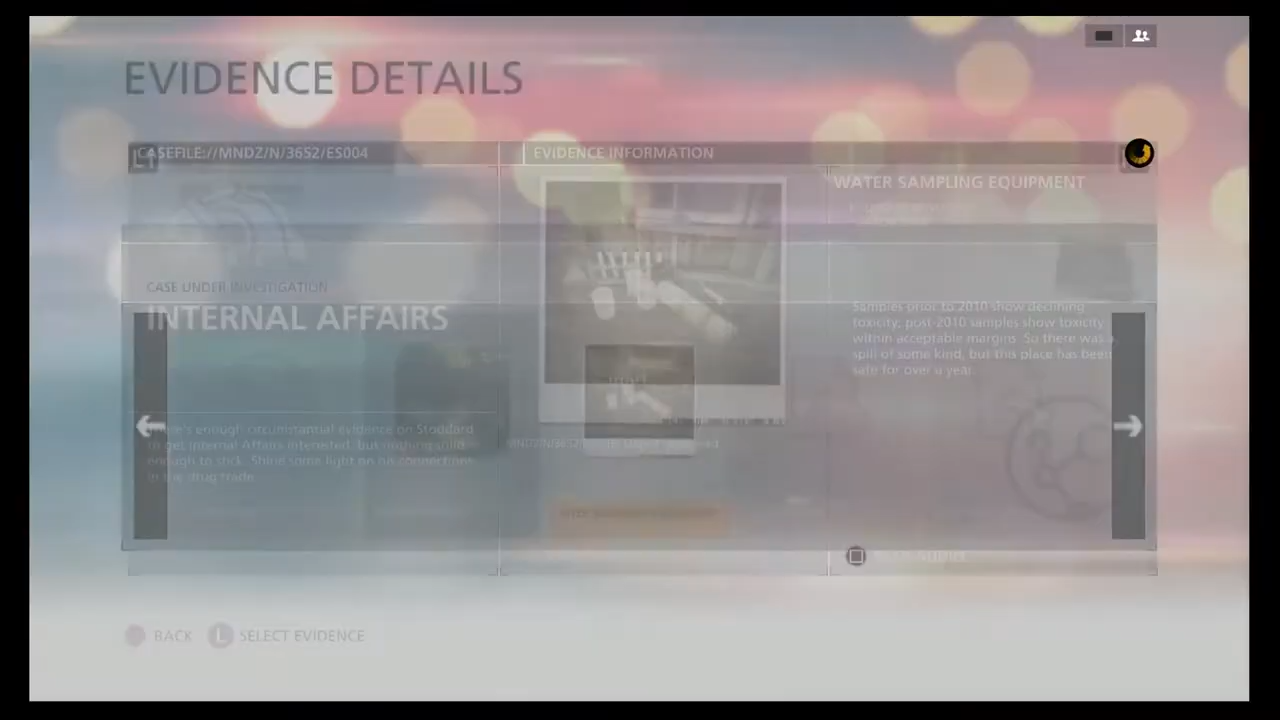 EVIDENCE DETAILS
CASEFILE://MNDZ/N/36S2/ES004
EVIDENCE INFORMATION
WATER SAMPLING EQUIPMENT
CASE UNDER INVESTIGATION
INTERNAL AFFAIRS
There's enough circumstantial evidence on Stoddard
to get Internal Affairs interested, but nothing solid
enough to stick. Shine some light on his connections
in the drug trade.
Samples prior to 2010 show declining
toxicity; post-2010 samples show toxicity
within acceptable margins. So there was a
spill of some kind, but this place has been
safe for over a year.
BACK
L SELECT EVIDENCE